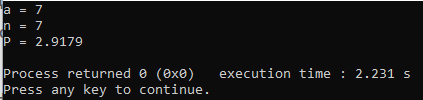 a = 7
n = 7
P = 2.9179
Process returned 0 (0x0)   execution time : 2.231 s
Press any key to continue.